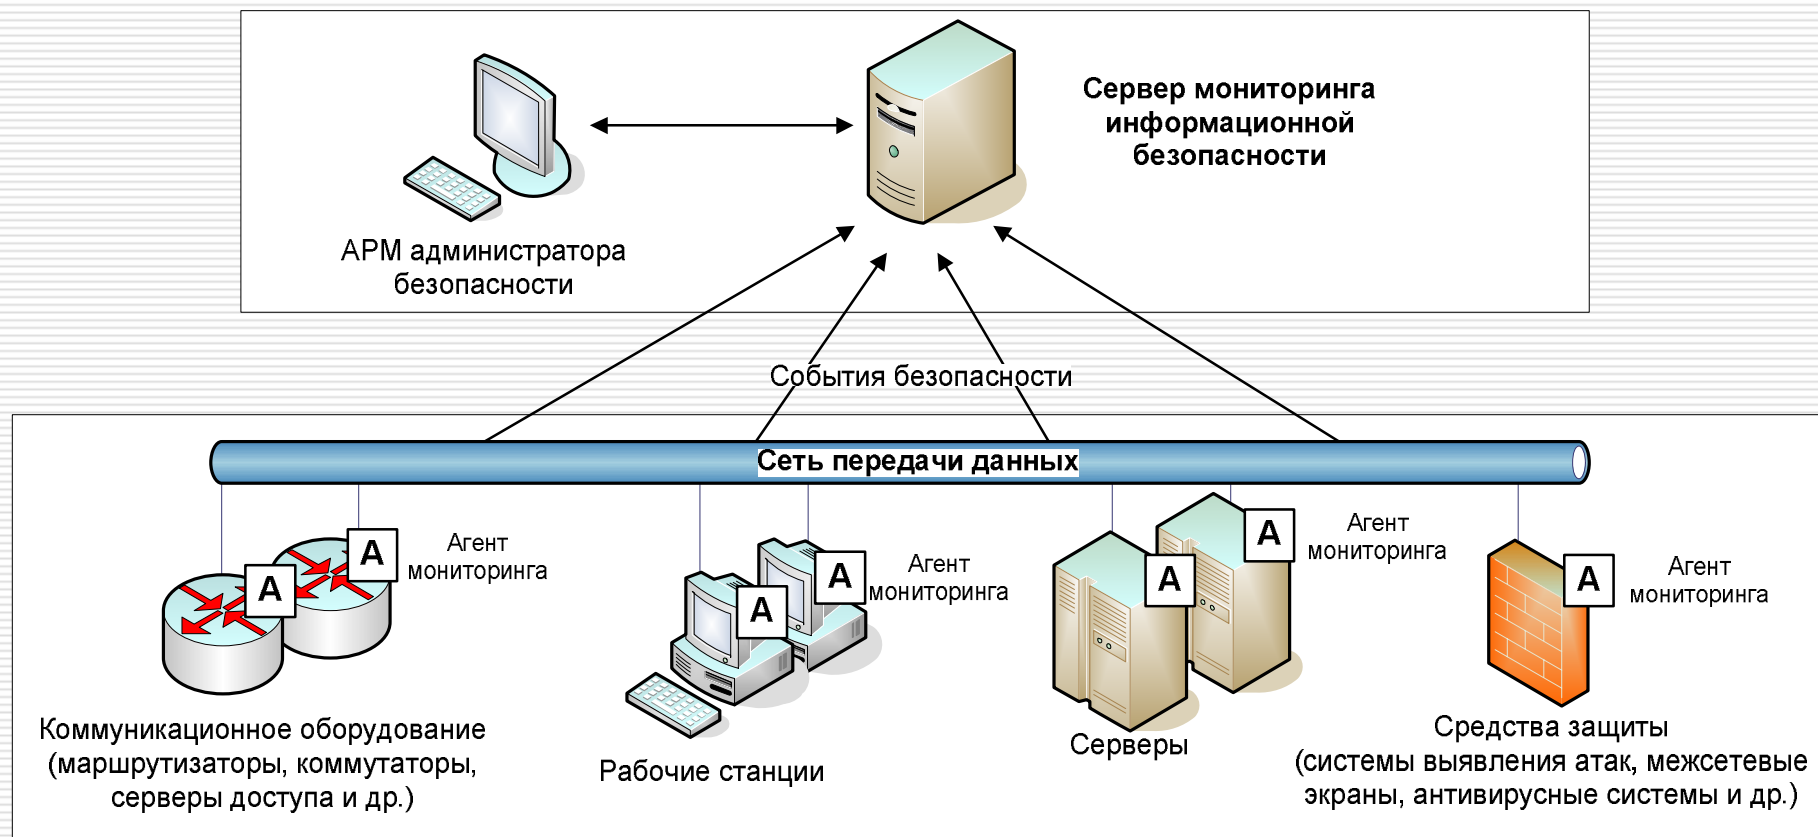 Сервер мониторинга
информационной
безопасности
АРМ администратора
безопасности
События безопасности
Сеть передачи данных
А
А
Агент
мониторинга
А
А
Агент
мониторинга
А
А
Агент
мониторинга
А
Агент
мониторинга
Коммуникационное оборудование
(маршрутизаторы, коммутаторы,
серверы доступа и др.)
Рабочие станции
Серверы
Средства защиты
(системы выявления атак, межсетевые
экраны, антивирусные системы и др.)